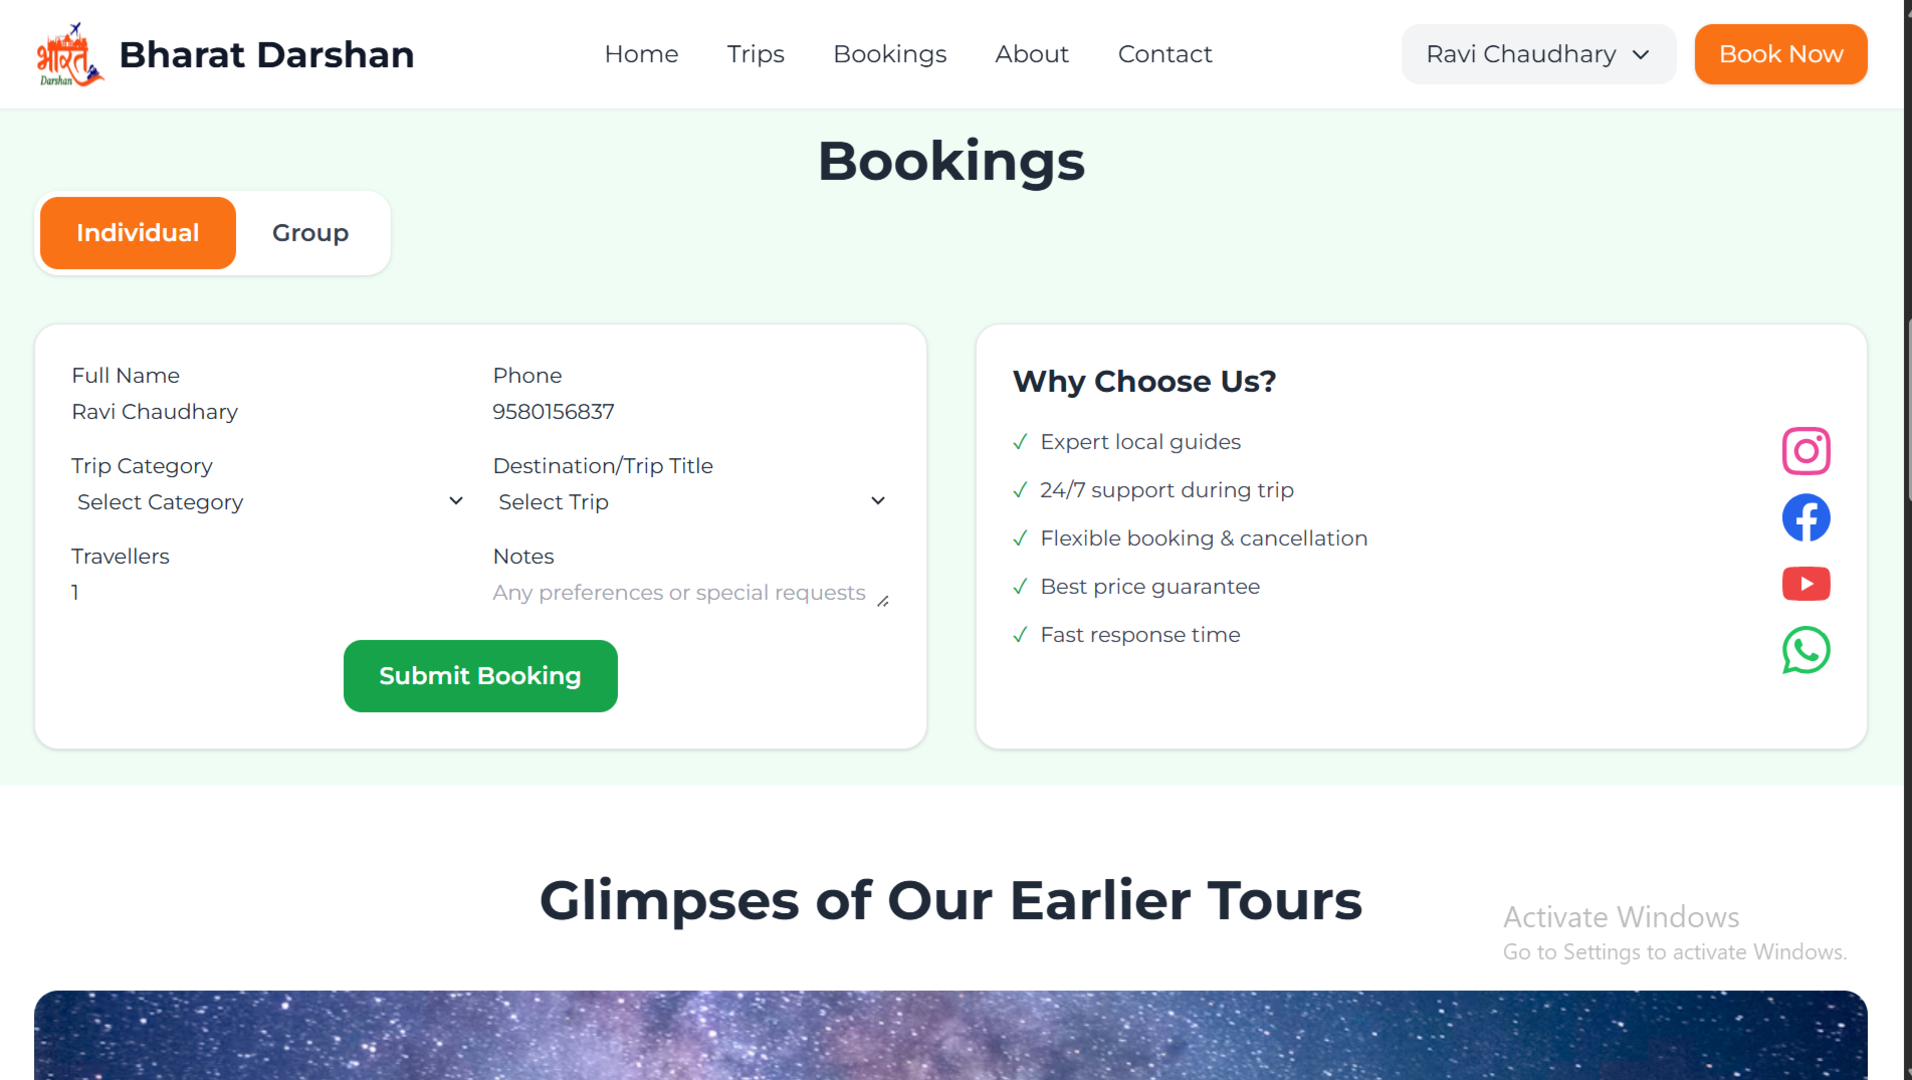 भारत
Darshan
Bharat Darshan
Home
Trips
Bookings
About
Contact
Ravi Chaudhary
Book Now
Bookings
Individual
Group
Full Name
Ravi Chaudhary
Phone
9580156837
Trip Category
Select Category
Destination/Trip Title
Select Trip
Travellers
1
Notes
Any preferences or special requests
Submit Booking
Why Choose Us?
✓ Expert local guides
✓ 24/7 support during trip
✓ Flexible booking & cancellation
✓ Best price guarantee
✓ Fast response time
Glimpses of Our Earlier Tours
Activate Windows
Go to Settings to activate Windows.